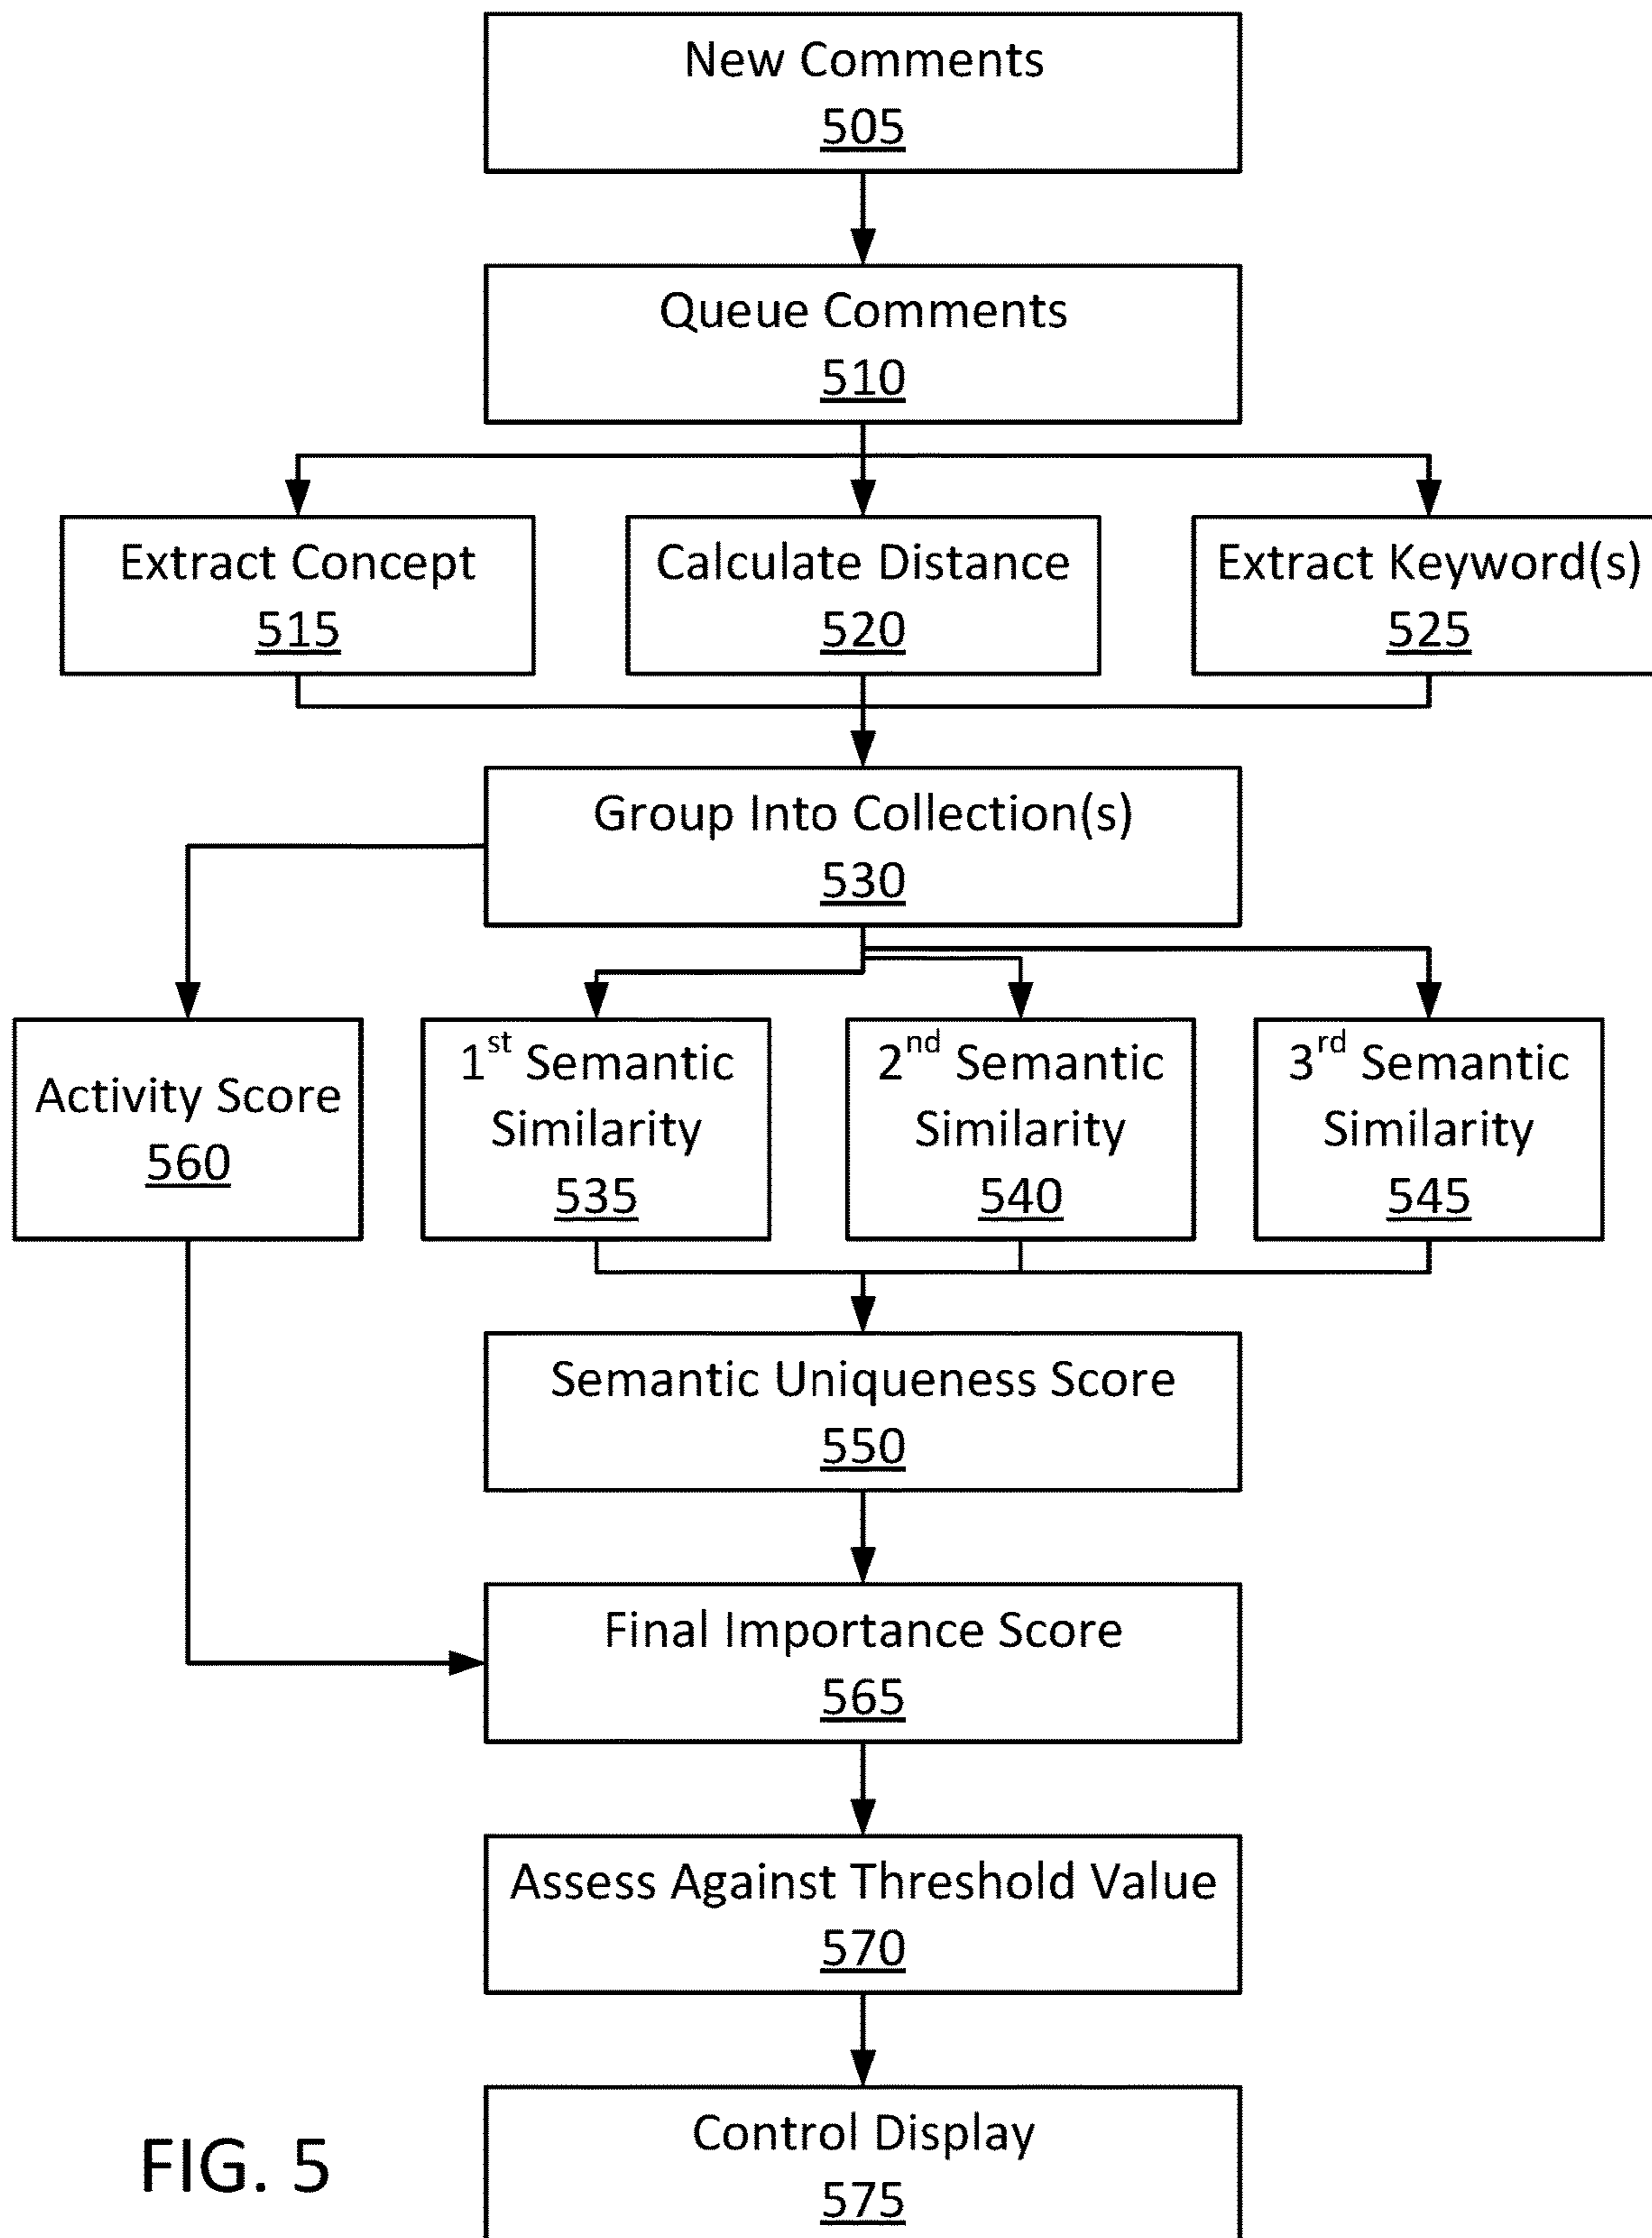 New Comments
505
Queue Comments
510
Extract Concept
515
Calculate Distance
520
Extract Keyword(s)
525
Group Into Collection(s)
530
Activity Score
560
1st Semantic
Similarity
535
2nd Semantic
Similarity
540
3rd Semantic
Similarity
545
Semantic Uniqueness Score
550
Final Importance Score
565
Assess Against Threshold Value
570
Control Display
575
FIG. 5